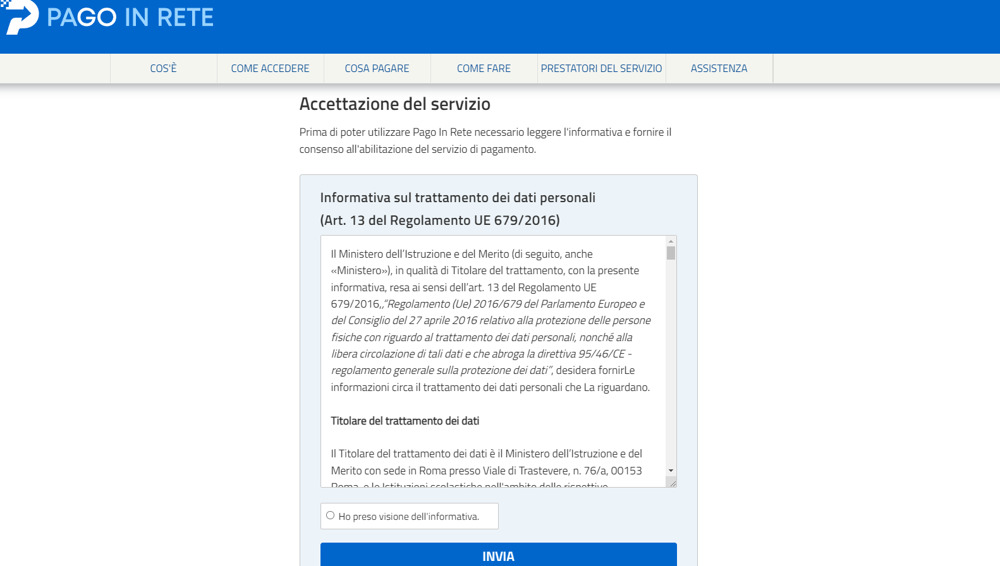 PAGO IN RETE
COS'È
COME ACCEDERE
COSA PAGARE
COME FARE
PRESTATORI DEL SERVIZIO
ASSISTENZA
Accettazione del servizio
Prima di poter utilizzare Pago In Rete necessario leggere l'informativa e fornire il
consenso all'abilitazione del servizio di pagamento.
Informativa sul trattamento dei dati personali
(Art. 13 del Regolamento UE 679/2016)
Il Ministero dell’Istruzione e del Merito (di seguito, anche
«Ministero»), in qualità di Titolare del trattamento, con la presente
informativa, resa ai sensi dell’art. 13 del Regolamento UE
679/2016,,“Regolamento (Ue) 2016/679 del Parlamento Europeo e
del Consiglio del 27 aprile 2016 relativo alla protezione delle persone
fisiche con riguardo al trattamento dei dati personali, nonché alla
libera circolazione di tali dati e che abroga la direttiva 95/46/CE -
regolamento generale sulla protezione dei dati”, desidera fornirLe
informazioni circa il trattamento dei dati personali che La riguardano.
Titolare del trattamento dei dati
Il Titolare del trattamento dei dati è il Ministero dell’Istruzione e del
Merito con sede in Roma presso Viale di Trastevere, n. 76/a, 00153
Roma, e le Istituzioni scolastiche nell'ambito delle rispettive
Ho preso visione dell'informativa.
INVIA